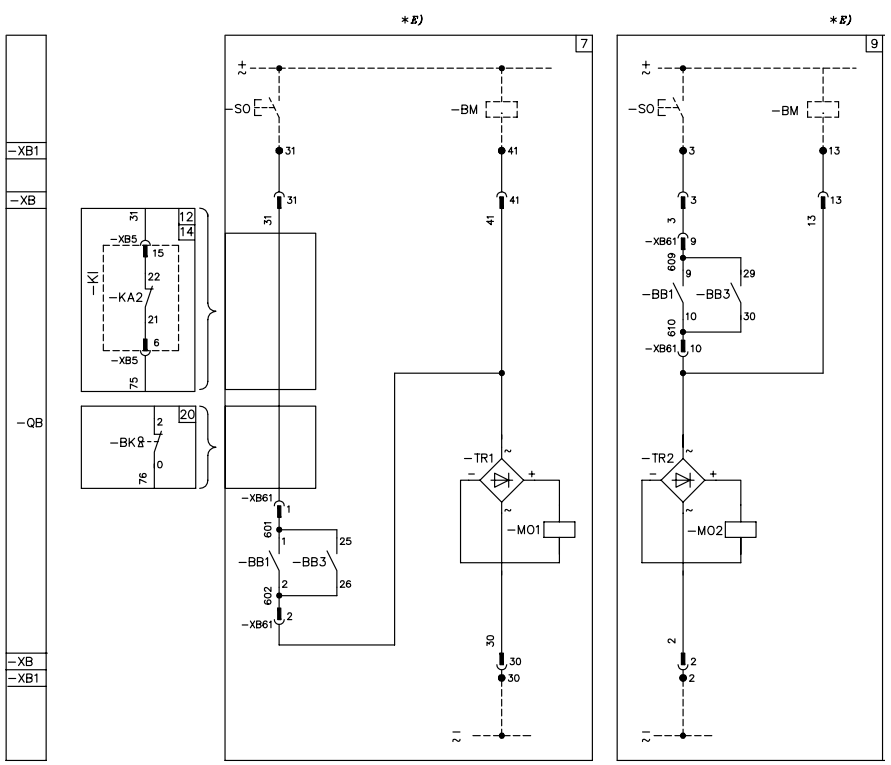 *E)
*E)
7
9
+
~
+
~
-SO
-BM
-SO
-BM
-XB1
31
41
3
13
-XB
31
41
3
13
31
12
14
31
41
3
13
-XB5
15
-XB61
9
-KI
609
22
9
29
-KA2
-BB1
-BB3
21
10
30
610
6
-XB61
10
-XB5
75
-QB
2
20
-BK2
0
76
-TR1
~
-TR2
~
-
+
-
+
-XB61
1
~
~
601
-MO1
-MO2
1
25
-BB1
-BB3
2
26
602
-XB61
2
30
2
-XB
30
2
-XB1
30
2
-
~
-
~